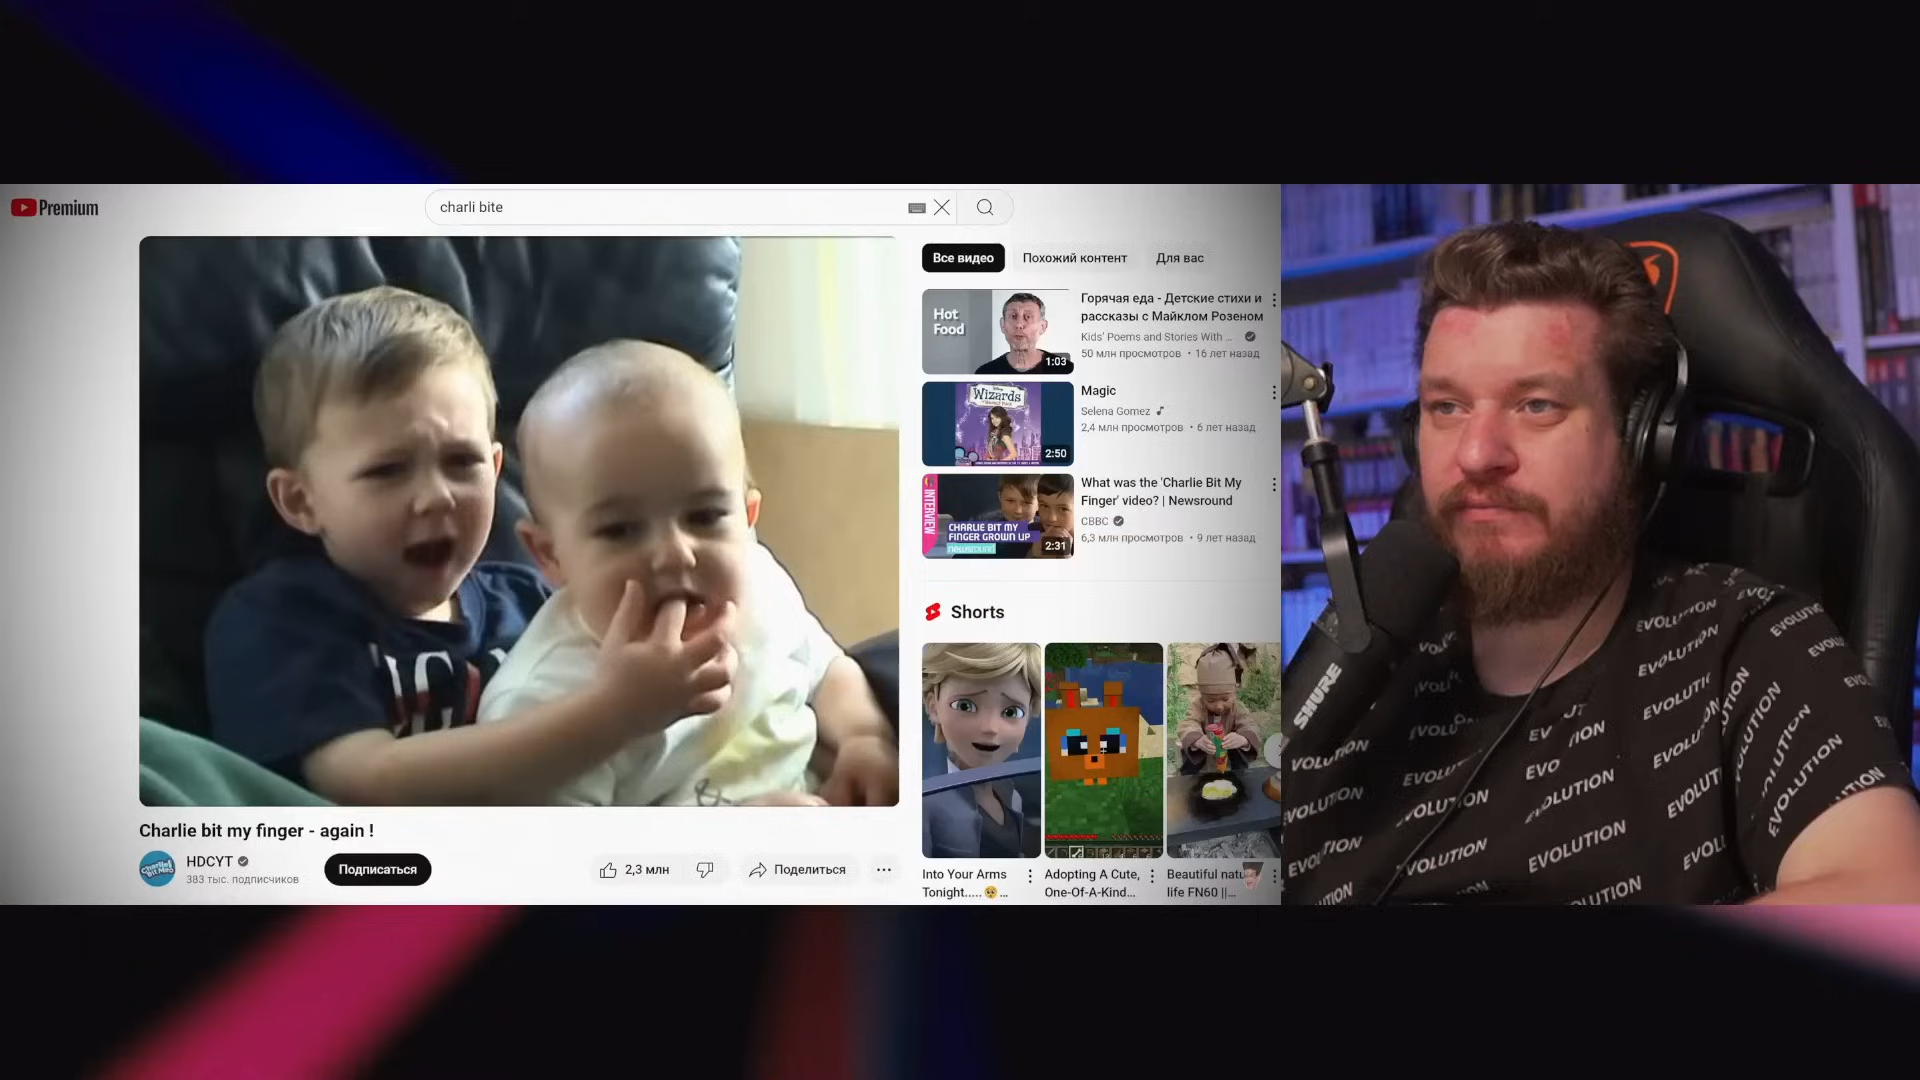 Premium
charli bite
Все видео
Похожий контент
Для вас
Hot
Food
1:03
Горячая еда - Детские стихи и
рассказы с Майклом Розеном
Kids' Poems and Stories With ...
50 млн просмотров • 16 лет назад
Wizards
2:50
Magic
Selena Gomez
2,4 млн просмотров • 6 лет назад
INTERVIEW
CHARLIE BIT MY
FINGER GROWN UP
newsround
2:31
What was the 'Charlie Bit My
Finger' video? | Newsround
CBBC
6,3 млн просмотров • 9 лет назад
Shorts
Into Your Arms
Tonight.....🥺...
Adopting A Cute,
One-Of-A-Kind...
Beautiful natu
life FN60 ||...
Charlie bit my finger - again !
HDCYT
383 тыс. подписчиков
Подписаться
2,3 млн
Поделиться
SHURE
EVOLUTION
EVOLUTION
EVOLUTION
EVOLUTION
EVOLUTION